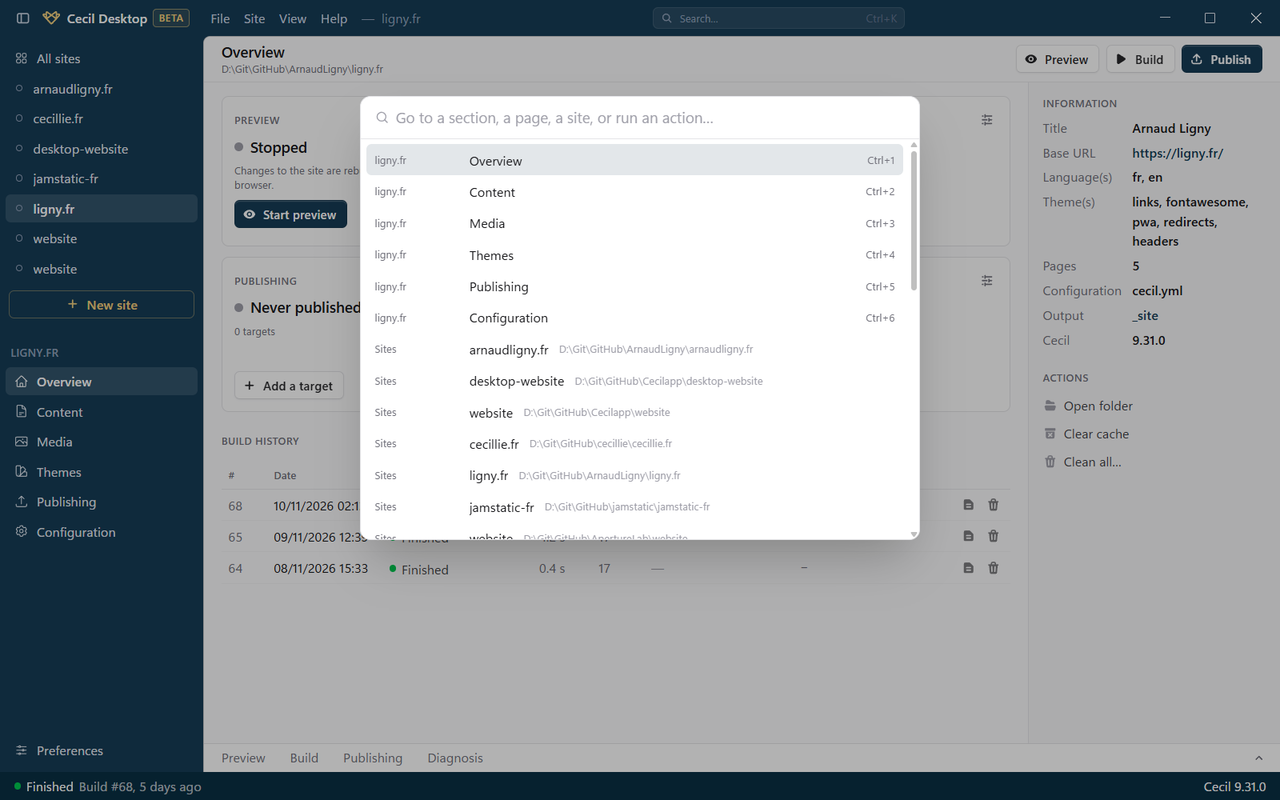 Cecil Desktop BETA File Site View Help — ligny.fr Search... Ctrl+K
All sites
arnaudligny.fr
cecillie.fr
desktop-website
jamstatic-fr
ligny.fr
website
website
+ New site
LIGNY.FR
Overview
Content
Media
Themes
Publishing
Configuration
Preferences
Overview
D:\Git\GitHub\ArnaudLigny\ligny.fr
Preview Build Publish
PREVIEW
Stopped
Changes to the site are reb
browser.
Start preview
PUBLISHING
Never published
0 targets
+ Add a target
BUILD HISTORY
# Date
68 10/11/2026 02:1
65 09/11/2026 12:39 Finished
64 08/11/2026 15:33 Finished 0.4 s 17 — –
Go to a section, a page, a site, or run an action...
ligny.fr Overview Ctrl+1
ligny.fr Content Ctrl+2
ligny.fr Media Ctrl+3
ligny.fr Themes Ctrl+4
ligny.fr Publishing Ctrl+5
ligny.fr Configuration Ctrl+6
Sites arnaudligny.fr D:\Git\GitHub\ArnaudLigny\arnaudligny.fr
Sites desktop-website D:\Git\GitHub\Cecilapp\desktop-website
Sites website D:\Git\GitHub\Cecilapp\website
Sites cecillie.fr D:\Git\GitHub\cecillie\cecillie.fr
Sites ligny.fr D:\Git\GitHub\ArnaudLigny\ligny.fr
Sites jamstatic-fr D:\Git\GitHub\jamstatic\jamstatic-fr
Sites website D:\Git\GitHub\ApertureLab\website
INFORMATION
Title Arnaud Ligny
Base URL https://ligny.fr/
Language(s) fr, en
Theme(s) links, fontawesome,
pwa, redirects,
headers
Pages 5
Configuration cecil.yml
Output _site
Cecil 9.31.0
ACTIONS
Open folder
Clear cache
Clean all...
Preview Build Publishing Diagnosis
Finished Build #68, 5 days ago Cecil 9.31.0